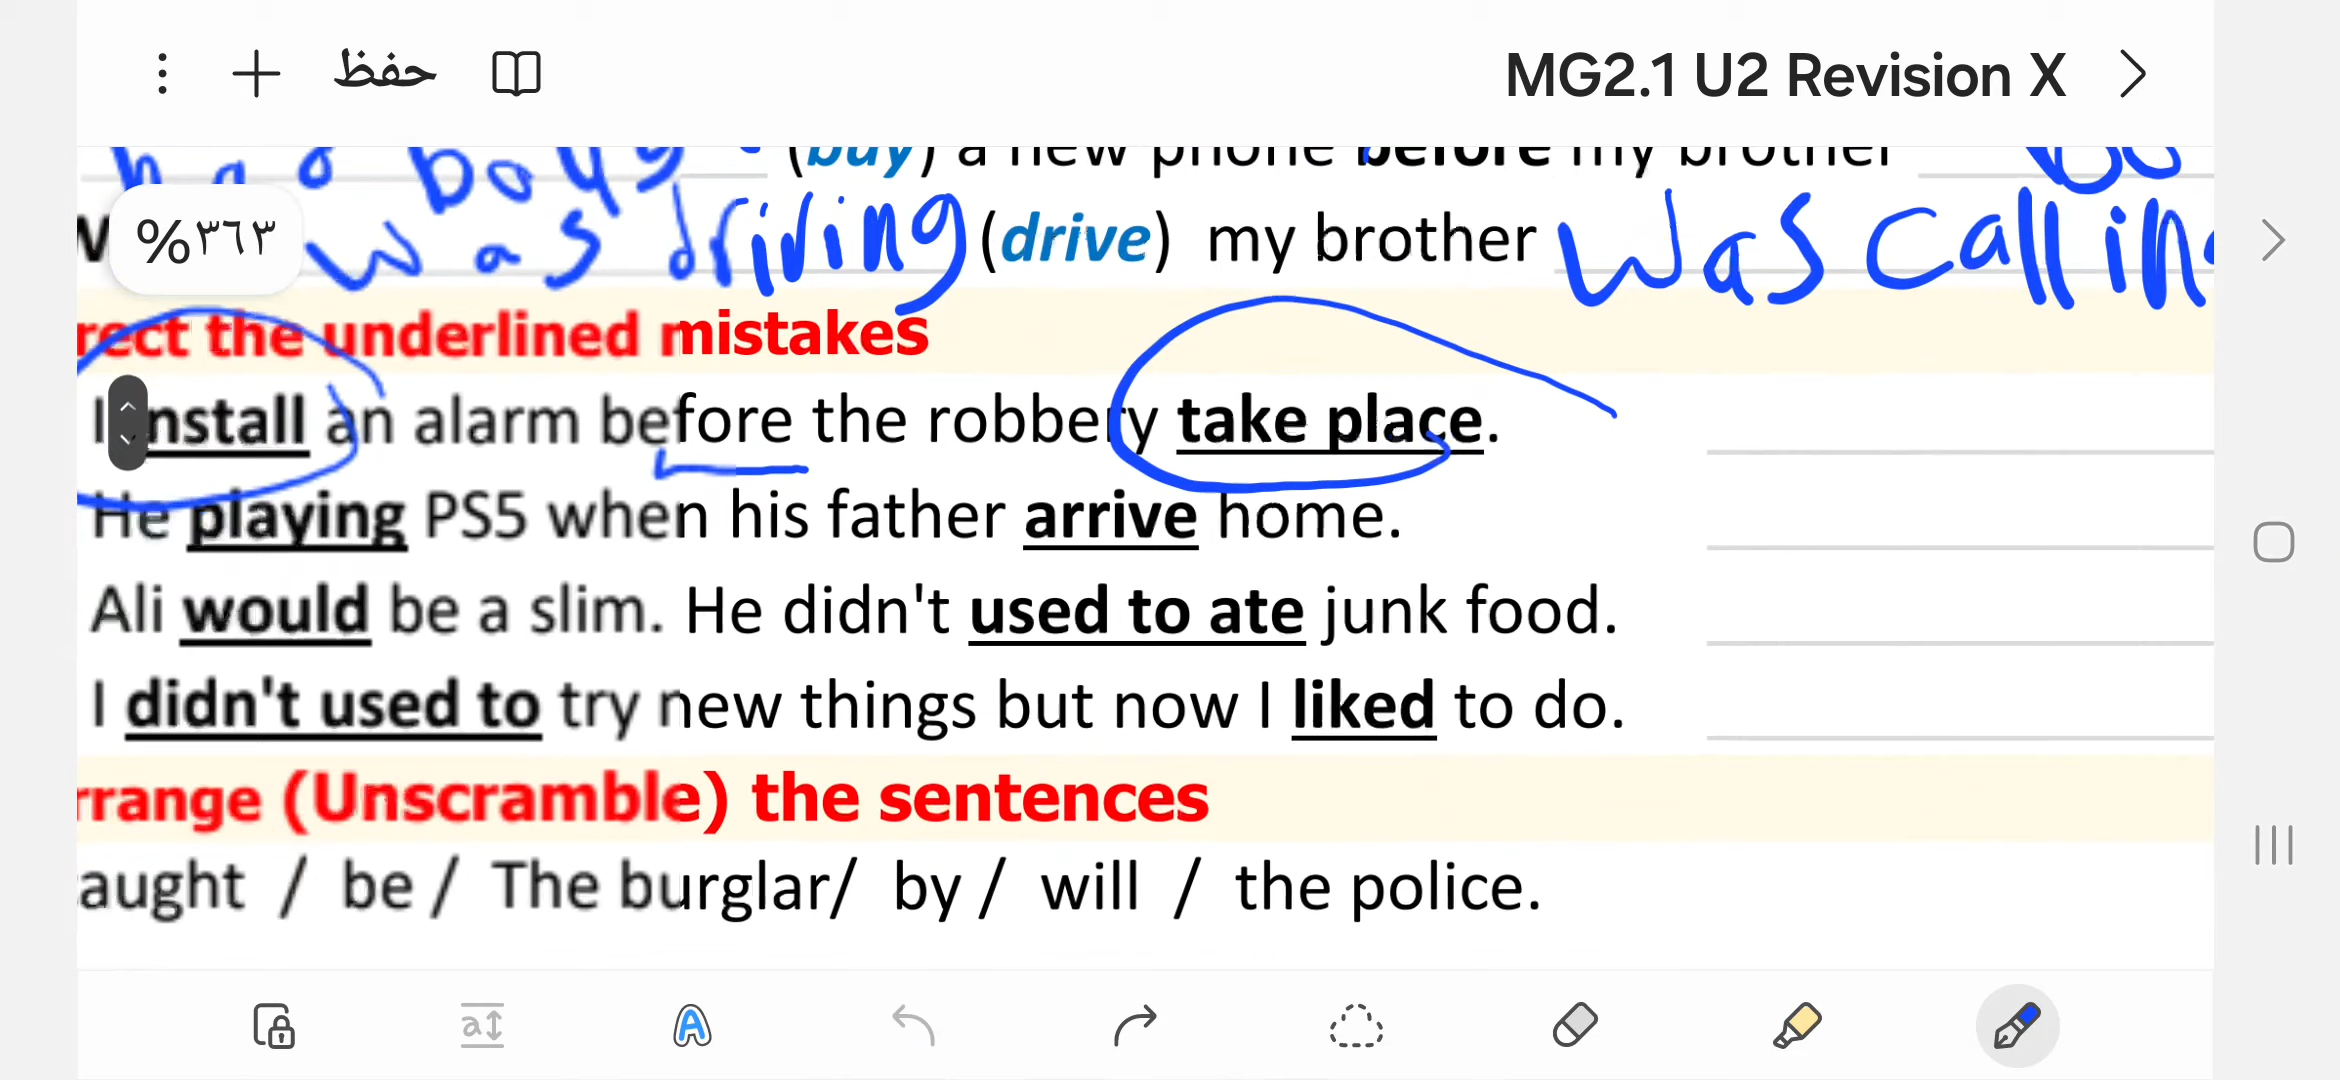 حفظ
MG2.1 U2 Revision X
(buy) a new phone before my brother
%٣٦٣
was driving (drive) my brother was callin
rect the underlined mistakes
I install an alarm before the robbery take place.
He playing PS5 when his father arrive home.
Ali would be a slim. He didn't used to ate junk food.
I didn't used to try new things but now I liked to do.
rrange (Unscramble) the sentences
aught / be / The burglar/ by / will / the police.